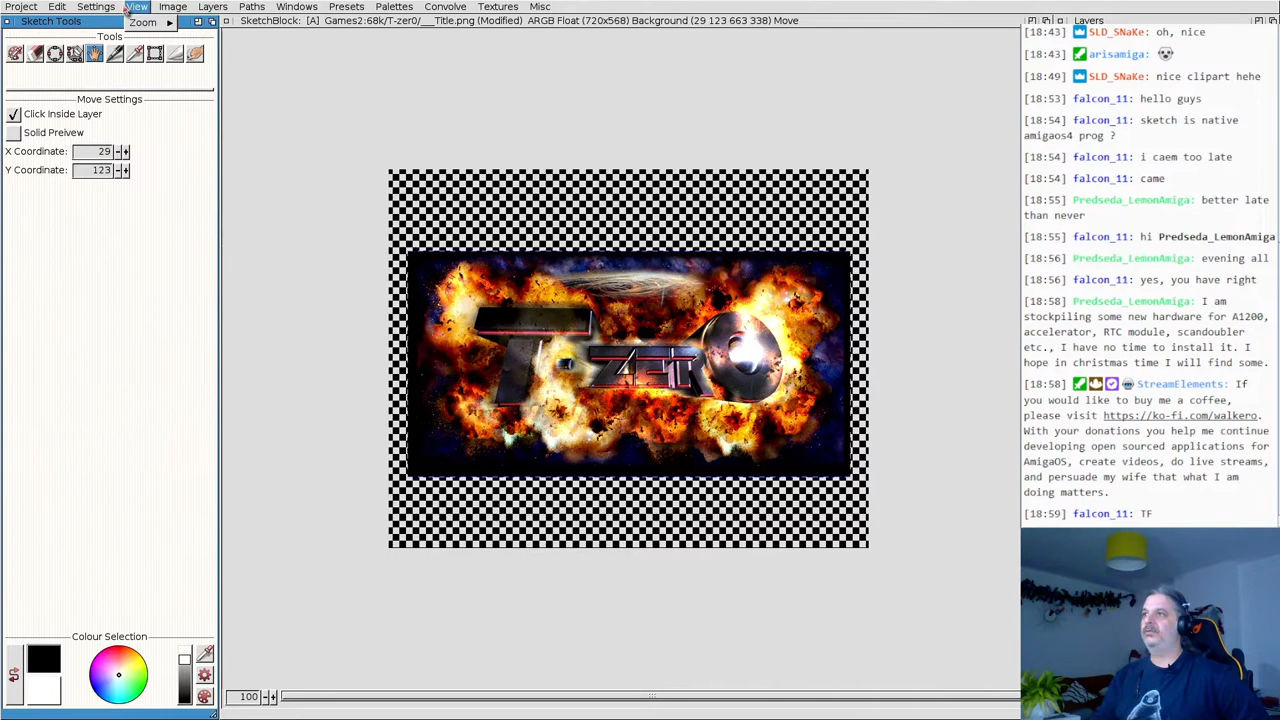 Project Edit Settings View Image Layers Paths Windows Presets Palettes Convolve Textures Misc
Zoom
Sketch Tools
SketchBlock: [A] Games2:68k/T-zer0/___Title.png (Modified) ARGB Float (720x568) Background (29 123 633 338) Move
Layers
Tools
Move Settings
Click Inside Layer
Solid Preivew
X Coordinate: 29
Y Coordinate: 123
T-ZERO
Colour Selection
100
[18:43] SLD_SNaKe: oh, nice
[18:43] arisamiga:
[18:49] SLD_SNaKe: nice clipart hehe
[18:53] falcon_11: hello guys
[18:54] falcon_11: sketch is native
amigaos4 prog ?
[18:54] falcon_11: i caem too late
[18:54] falcon_11: came
[18:55] Predseda_LemonAmiga: better late
than never
[18:55] falcon_11: hi Predseda_LemonAmiga
[18:56] Predseda_LemonAmiga: evening all
[18:56] falcon_11: yes, you have right
[18:58] Predseda_LemonAmiga: I am
stockpiling some new hardware for A1200,
accelerator, RTC module, scandoubler
etc., I have no time to install it. I
hope in christmas time I will find some.
[18:58] StreamElements: If
you would like to buy me a coffee,
please visit https://ko-fi.com/walkero.
With your donations you help me continue
developing open sourced applications for
AmigaOS, create videos, do live streams,
and persuade my wife that what I am
doing matters.
[18:59] falcon_11: TF